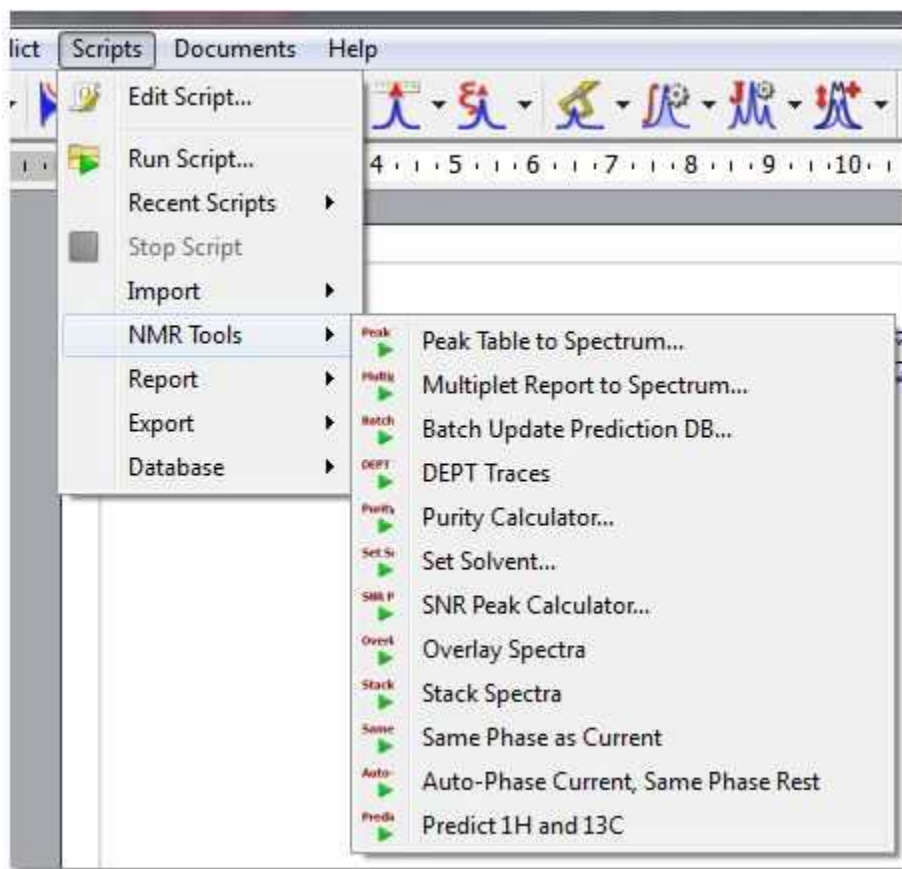 lict Scripts Documents Help
Edit Script...
Run Script...
4 5 6 7 8 9 10
Recent Scripts
Stop Script
Import
NMR Tools
Report
Export
Database
Peak
Peak Table to Spectrum...
Multip
Multiplet Report to Spectrum...
Batch
Batch Update Prediction DB...
DEPT
DEPT Traces
Purity
Purity Calculator...
Set S
Set Solvent...
SNR P
SNR Peak Calculator...
Overl
Overlay Spectra
Stack
Stack Spectra
Same
Same Phase as Current
Auto-
Auto-Phase Current, Same Phase Rest
Predi
Predict 1H and 13C